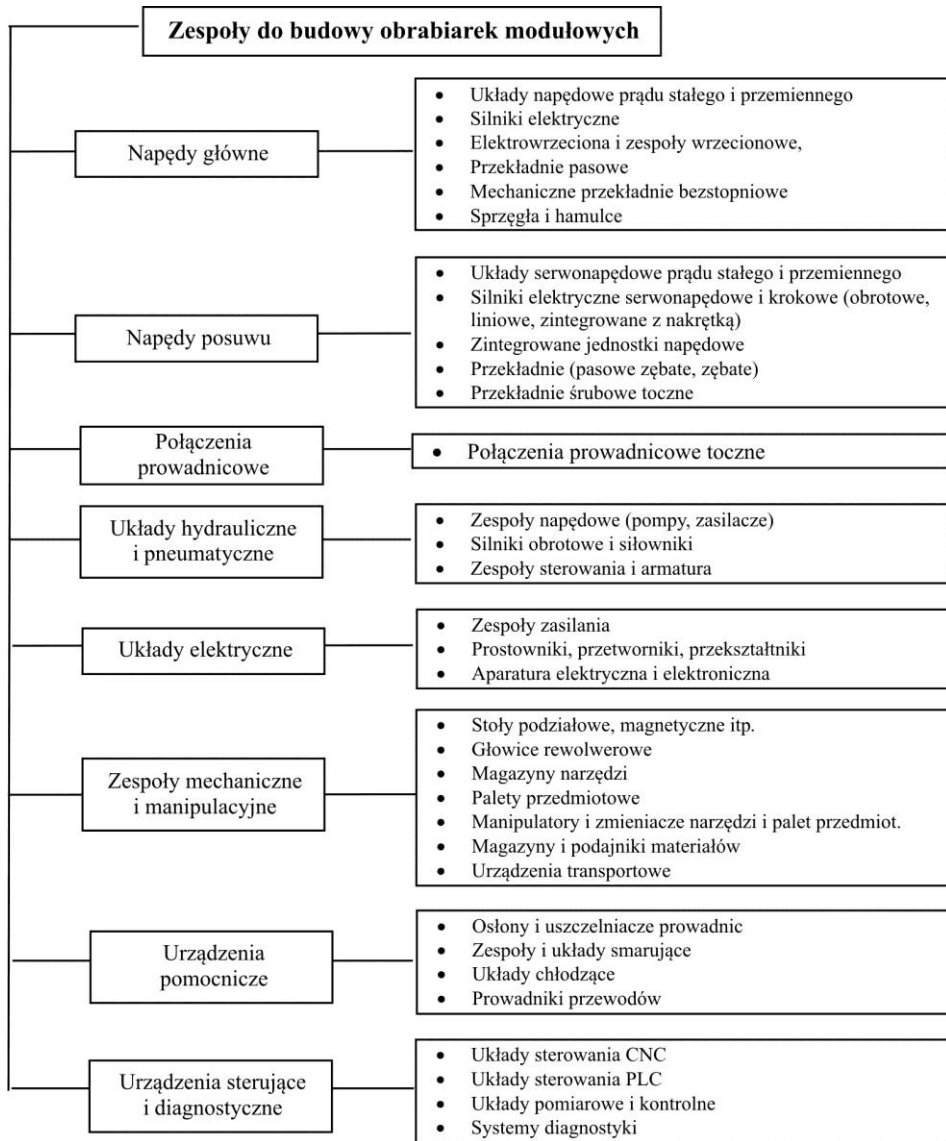 Zespoły do budowy obrabiarek modułowych
Napędy główne
• Układy napędowe prądu stałego i przemiennego
• Silniki elektryczne
• Elektrowrzeciona i zespoły wrzecionowe,
• Przekładnie pasowe
• Mechaniczne przekładnie bezstopniowe
• Sprzęgła i hamulce
Napędy posuwu
• Układy serwonapędowe prądu stałego i przemiennego
• Silniki elektryczne serwonapędowe i krokowe (obrotowe,
liniowe, zintegrowane z nakrętką)
• Zintegrowane jednostki napędowe
• Przekładnie (pasowe zębate, zębate)
• Przekładnie śrubowe toczne
Połączenia
prowadnicowe
• Połączenia prowadnicowe toczne
Układy hydrauliczne
i pneumatyczne
• Zespoły napędowe (pompy, zasilacze)
• Silniki obrotowe i siłowniki
• Zespoły sterowania i armatura
Układy elektryczne
• Zespoły zasilania
• Prostowniki, przetworniki, przekształtniki
• Aparatura elektryczna i elektroniczna
Zespoły mechaniczne
i manipulacyjne
• Stoły podziałowe, magnetyczne itp.
• Głowice rewolwerowe
• Magazyny narzędzi
• Palety przedmiotowe
• Manipulatory i zmieniacze narzędzi i palet przedmiot.
• Magazyny i podajniki materiałów
• Urządzenia transportowe
Urządzenia
pomocnicze
• Osłony i uszczelniacze prowadnic
• Zespoły i układy smarujące
• Układy chłodzące
• Prowadniki przewodów
Urządzenia sterujące
i diagnostyczne
• Układy sterowania CNC
• Układy sterowania PLC
• Układy pomiarowe i kontrolne
• Systemy diagnostyki